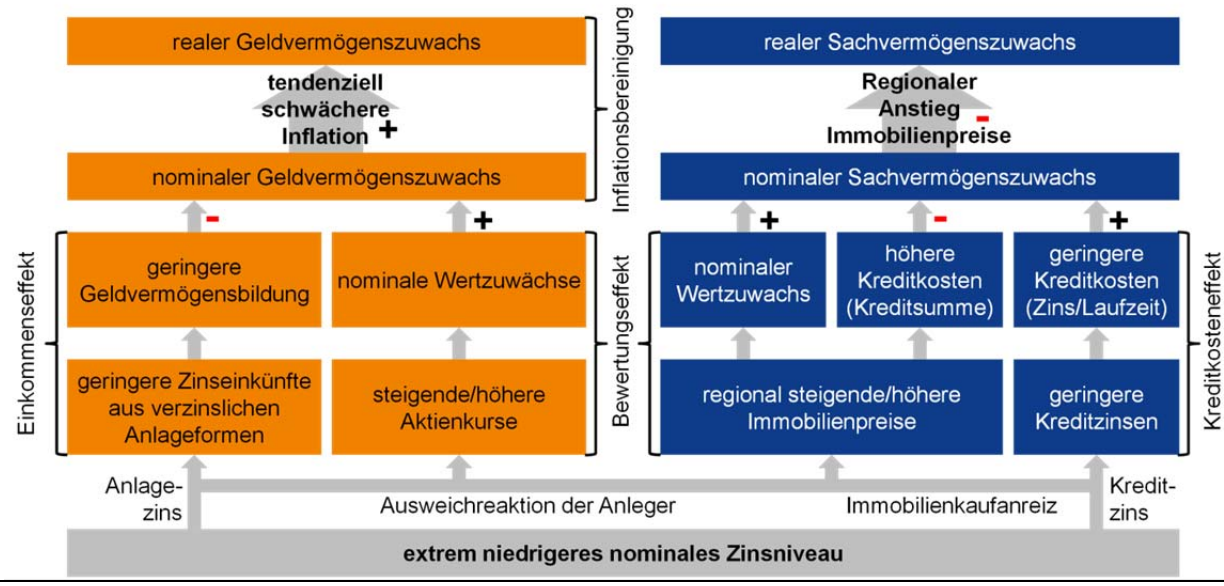 realer Geldvermögenszuwachs
tendenziell
schwächere
Inflation +
nominaler Geldvermögenszuwachs
Inflationsbereinigung
realer Sachvermögenszuwachs
Regionaler
Anstieg
Immobilienpreise -
nominaler Sachvermögenszuwachs
-
+
+
-
+
Einkommenseffekt
geringere
Geldvermögensbildung
nominale Wertzuwächse
Bewertungseffekt
nominaler
Wertzuwachs
höhere
Kreditkosten
(Kreditsumme)
geringere
Kreditkosten
(Zins/Laufzeit)
Kreditkosteneffekt
geringere Zinseinkünfte
aus verzinslichen
Anlageformen
steigende/höhere
Aktienkurse
regional steigende/höhere
Immobilienpreise
geringere
Kreditzinsen
Anlage-
zins
Ausweichreaktion der Anleger
Immobilienkaufanreiz
Kredit-
zins
extrem niedrigeres nominales Zinsniveau